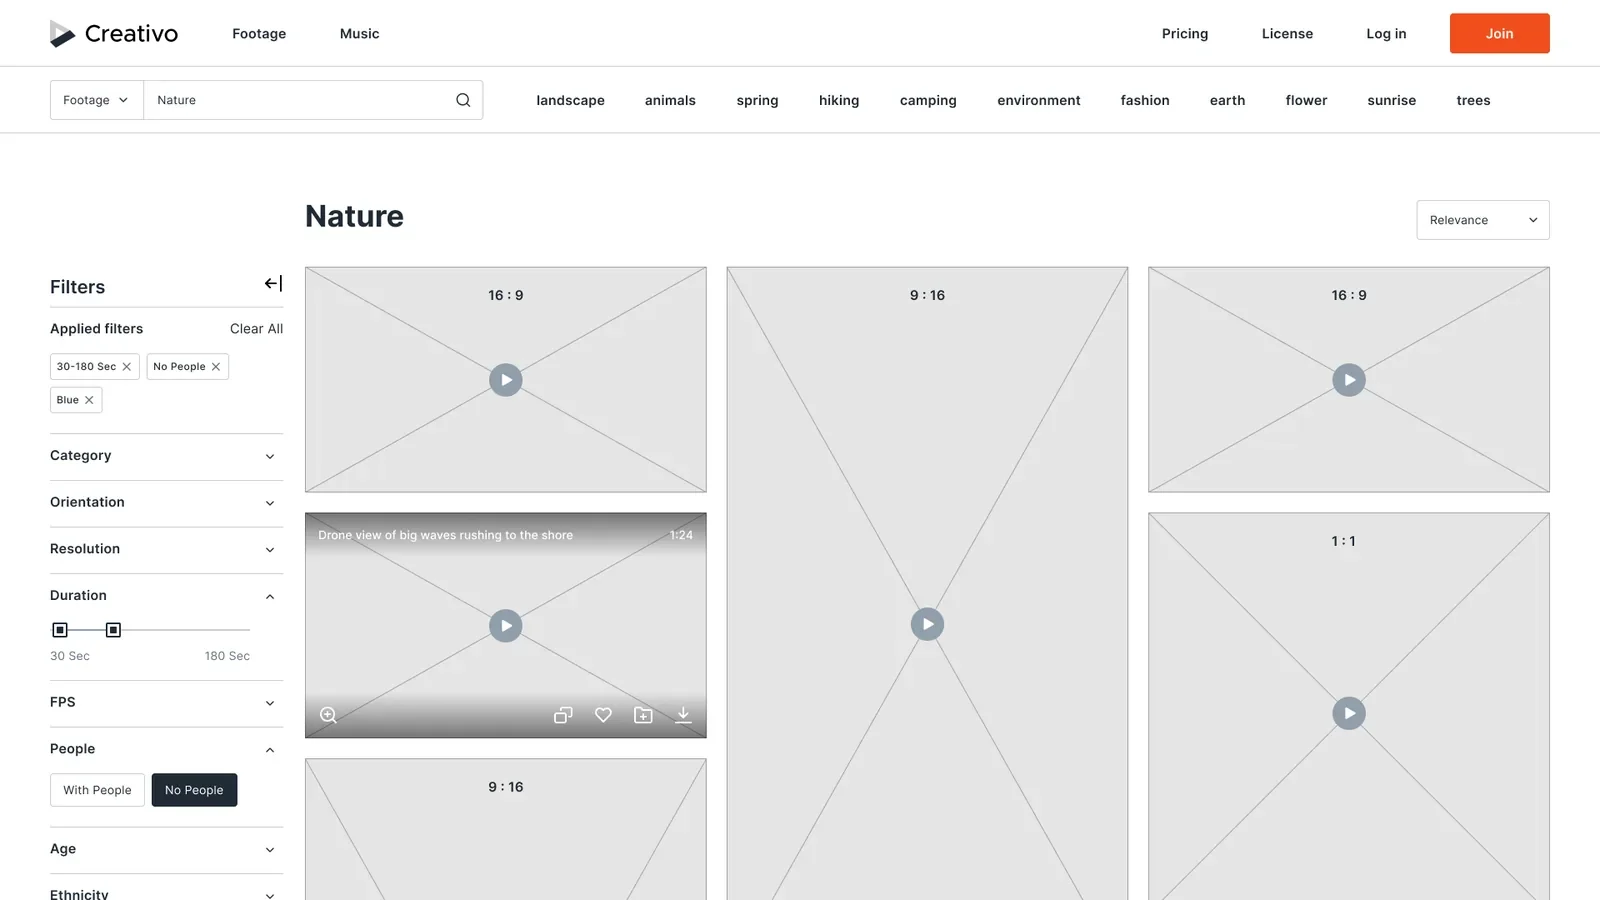 Creativo
Footage
Music
Pricing
License
Log in
Join
Footage
Nature
landscape
animals
spring
hiking
camping
environment
fashion
earth
flower
sunrise
trees
Nature
Relevance
Filters
Applied filters
Clear All
30-180 Sec
No People
Blue
Category
Orientation
Resolution
Duration
30 Sec
180 Sec
FPS
People
With People
No People
Age
Ethnicity
16 : 9
9 : 16
16 : 9
Drone view of big waves rushing to the shore
1:24
1 : 1
9 : 16